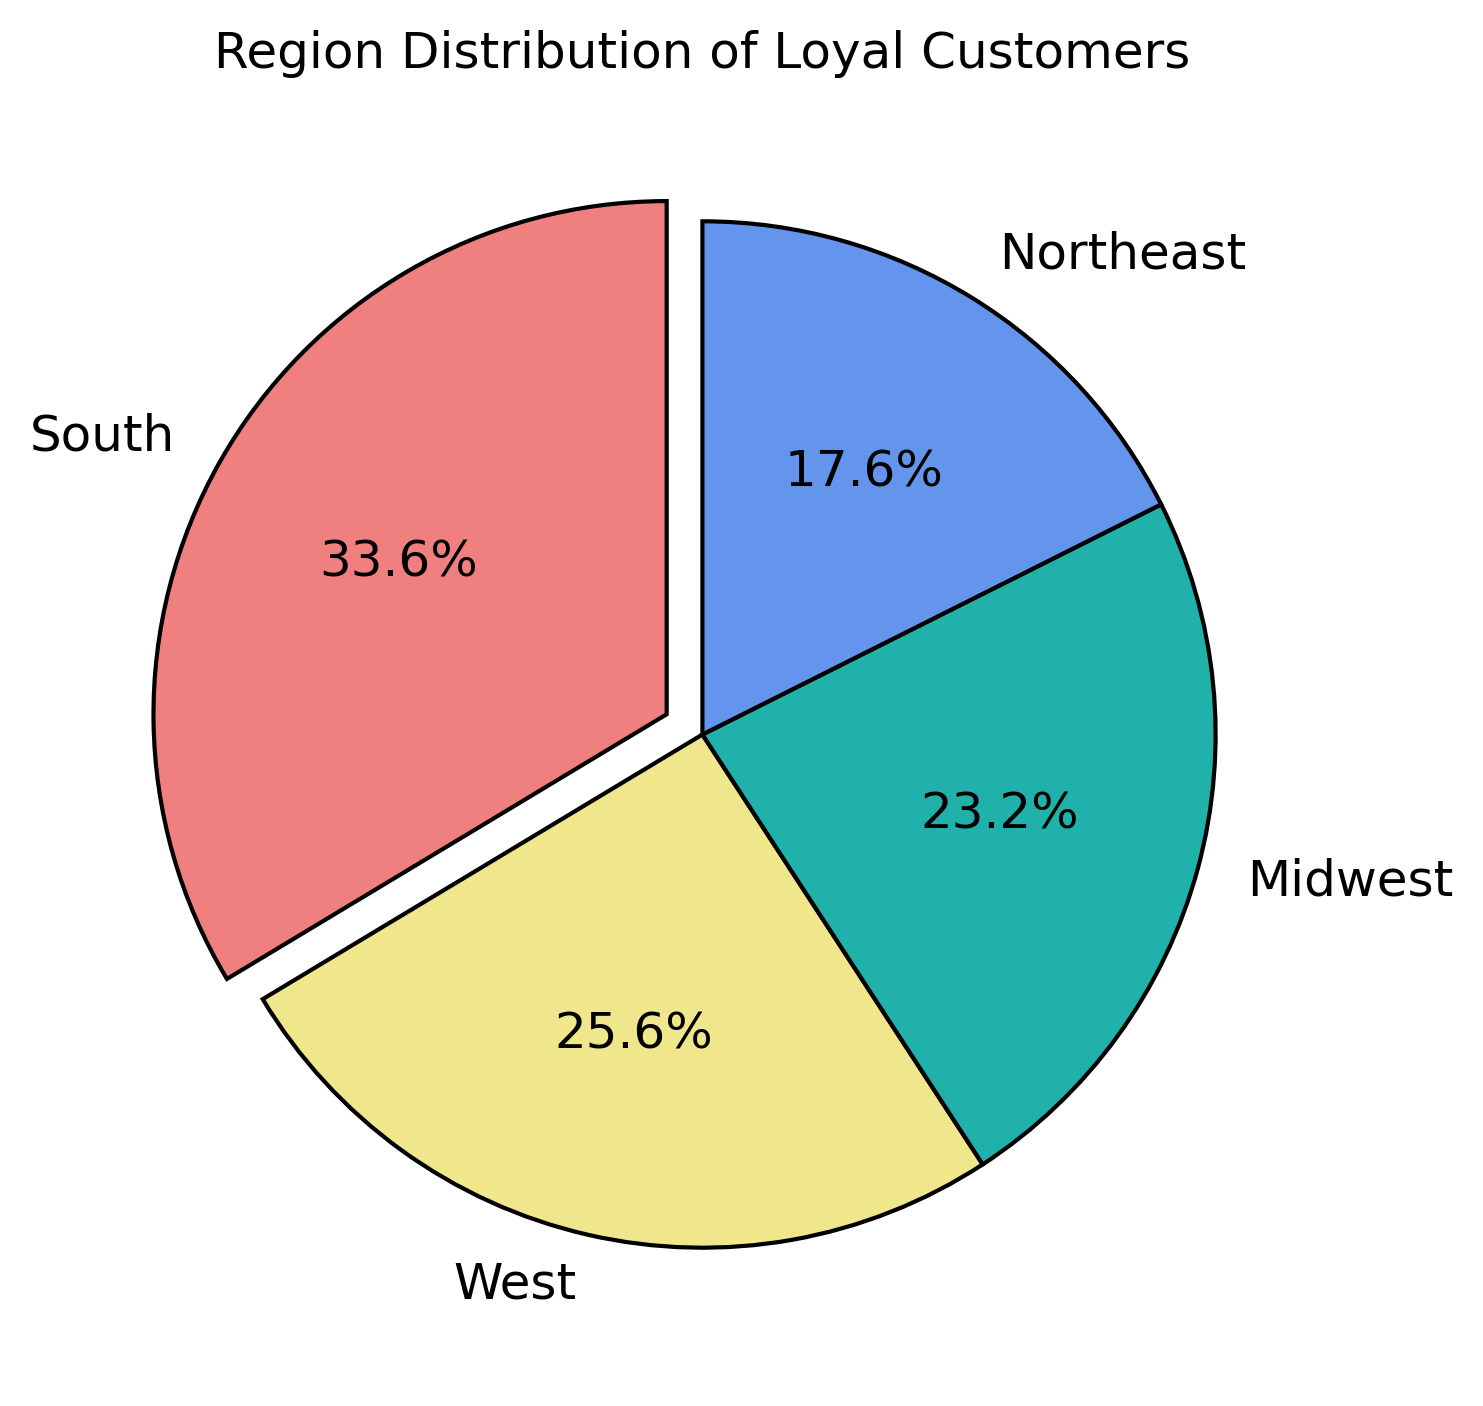 Region Distribution of Loyal Customers
Northeast
South
17.6%
33.6%
23.2%
Midwest
25.6%
West